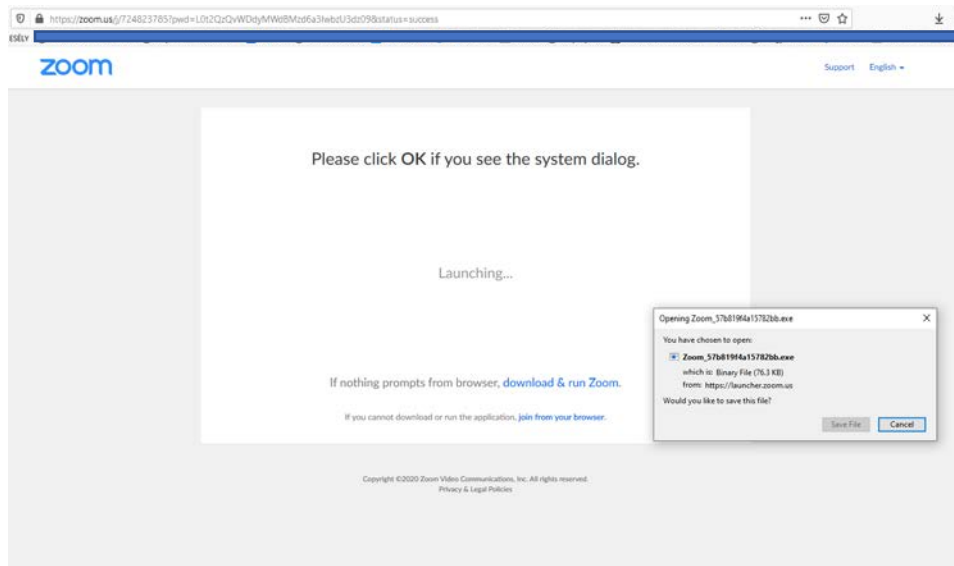 https://zoom.us/j/724823785?pwd=L0t2QzQvWDdyMWdBMzd6a3IwbzU3dz09&status=success
ESÉLY
zoom
Support English
Please click OK if you see the system dialog.
Launching...
Opening Zoom_57b819f4a15782bb.exe
You have chosen to open:
Zoom_57b819f4a15782bb.exe
which is: Binary File (76.3 KB)
from: https://launcher.zoom.us
Would you like to save this file?
Save File Cancel
If nothing prompts from browser, download & run Zoom.
If you cannot download or run the application, join from your browser.
Copyright ©2020 Zoom Video Communications, Inc. All rights reserved.
Privacy & Legal Policies